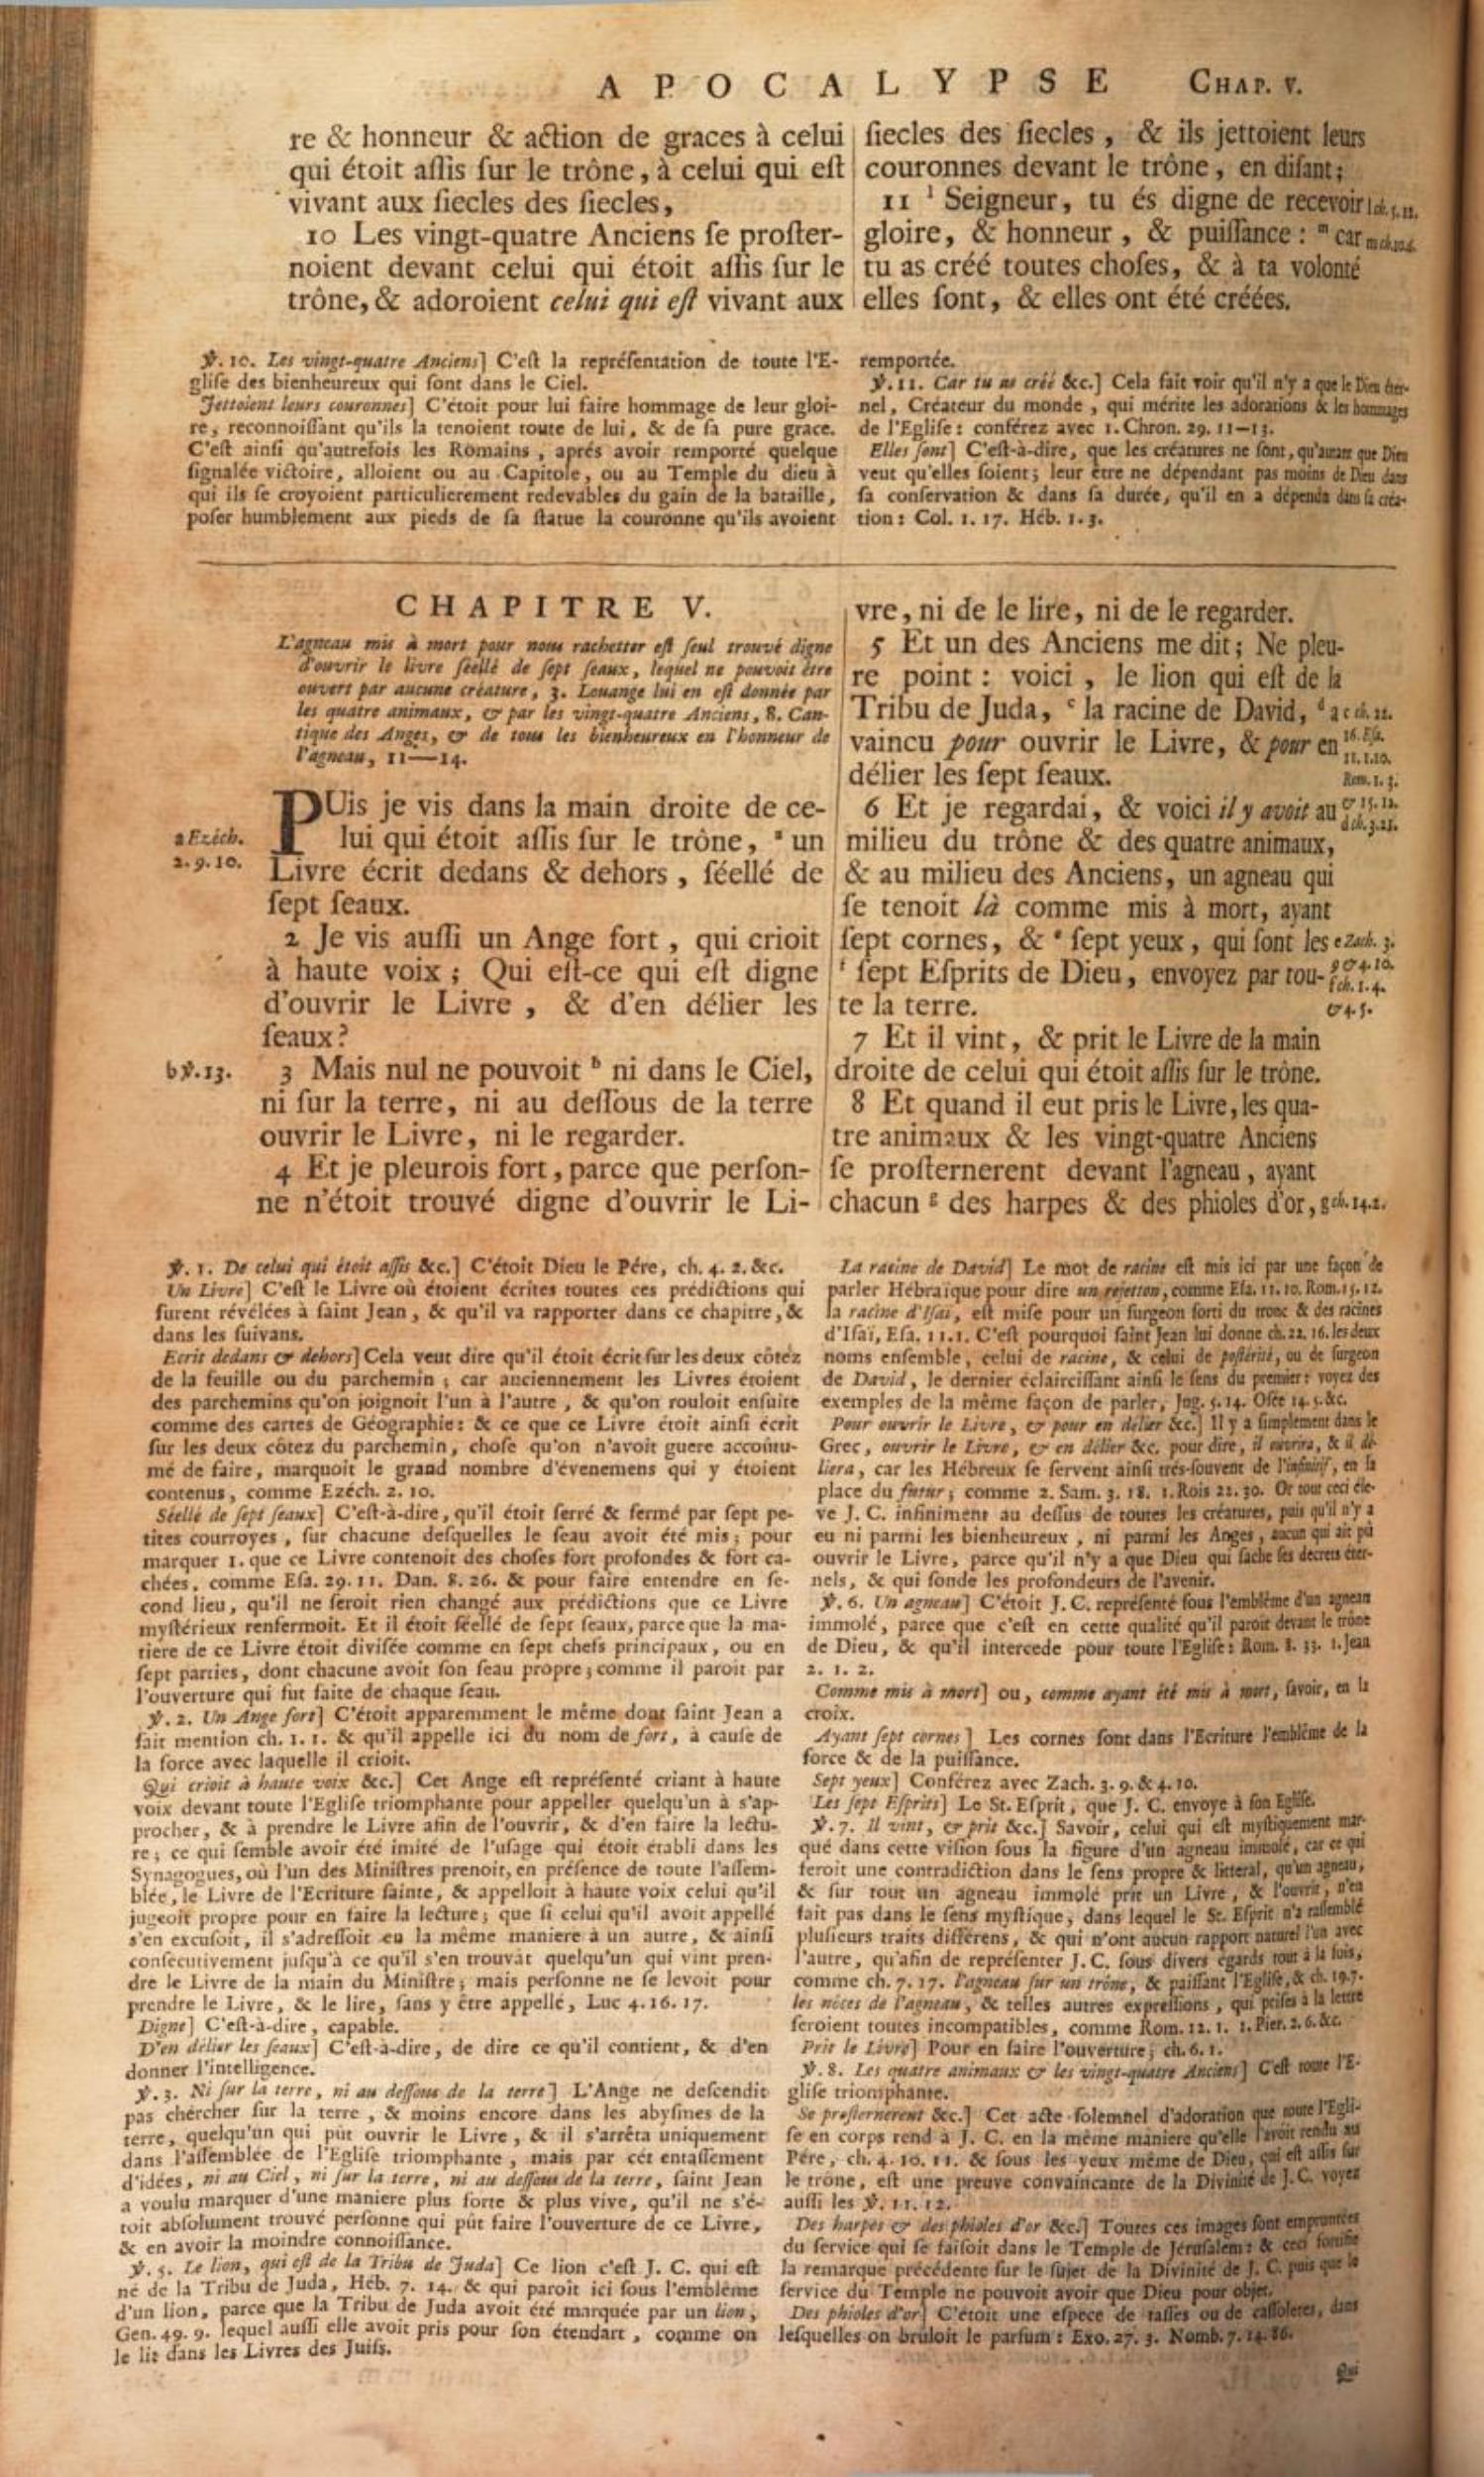 APOCALYPSE CHAP. V.
re & honneur & action de graces à celui
qui étoit assis sur le trône, à celui qui est
vivant aux siecles des siecles,
10 Les vingt-quatre Anciens se proster-
noient devant celui qui étoit assis sur le
trône, & adoroient celui qui est vivant aux
siecles des siecles, & ils jettoient leurs
couronnes devant le trône, en disant;
11 ¹ Seigneur, tu és digne de recevoir
gloire, & honneur, & puissance: ᵐ car
tu as créé toutes choses, & à ta volonté
elles sont, & elles ont été créées.
℣. 10. Les vingt-quatre Anciens] C'est la représentation de toute l'E-
glise des bienheureux qui sont dans le Ciel.
Jettoient leurs couronnes] C'étoit pour lui faire hommage de leur gloi-
re, reconnoissant qu'ils la tenoient toute de lui, & de sa pure grace.
C'est ainsi qu'autrefois les Romains, aprés avoir remporté quelque
signalée victoire, alloient ou au Capitole, ou au Temple du dieu à
qui ils se croyoient particulierement redevables du gain de la bataille,
poser humblement aux pieds de sa statue la couronne qu'ils avoient
remportée.
℣. 11. Car tu as créé &c.] Cela fait voir qu'il n'y a que le Dieu éter-
nel, Créateur du monde, qui mérite les adorations & les hommages
de l'Eglise: conférez avec 1. Chron. 29. 11—13.
Elles sont] C'est-à-dire, que les créatures ne sont, qu'autant que Dieu
veut qu'elles soient; leur être ne dépendant pas moins de Dieu dans
sa conservation & dans sa durée, qu'il en a dépendu dans sa créa-
tion: Col. 1. 17. Héb. 1. 3.
CHAPITRE V.
L'agneau mis à mort pour nous rachetter est seul trouvé digne
d'ouvrir le livre séellé de sept seaux, lequel ne pouvoit être
ouvert par aucune créature, 3. Louange lui en est donnée par
les quatre animaux, & par les vingt-quatre Anciens, 8. Can-
tique des Anges, & de tous les bienheureux en l'honneur de
l'agneau, 11—14.
PUis je vis dans la main droite de ce-
lui qui étoit assis sur le trône, ᵃ un
Livre écrit dedans & dehors, séellé de
sept seaux.
a Ezéch.
2. 9. 10.
2 Je vis aussi un Ange fort, qui crioit
à haute voix; Qui est-ce qui est digne
d'ouvrir le Livre, & d'en délier les
seaux?
b ℣. 13.
3 Mais nul ne pouvoit ᵇ ni dans le Ciel,
ni sur la terre, ni au dessous de la terre
ouvrir le Livre, ni le regarder.
4 Et je pleurois fort, parce que person-
ne n'étoit trouvé digne d'ouvrir le Li-
vre, ni de le lire, ni de le regarder.
5 Et un des Anciens me dit; Ne pleu-
re point: voici, le lion qui est de la
Tribu de Juda, ᶜ la racine de David, ᵈ a
vaincu pour ouvrir le Livre, & pour en
délier les sept seaux.
c ch. 22.
16. Esa.
11. 1. 10.
Rom. 1. 3.
& 15. 12.
d ch. 3. 21.
6 Et je regardai, & voici il y avoit au
milieu du trône & des quatre animaux,
& au milieu des Anciens, un agneau qui
se tenoit là comme mis à mort, ayant
sept cornes, & ᵉ sept yeux, qui sont les
ᶠ sept Esprits de Dieu, envoyez par tou-
te la terre.
e Zach. 3.
9 & 4. 10.
f ch. 1. 4.
& 4. 5.
7 Et il vint, & prit le Livre de la main
droite de celui qui étoit assis sur le trône.
8 Et quand il eut pris le Livre, les qua-
tre animaux & les vingt-quatre Anciens
se prosternerent devant l'agneau, ayant
chacun ᵍ des harpes & des phioles d'or,
g ch. 14. 2.
℣. 1. De celui qui étoit assis &c.] C'étoit Dieu le Pére, ch. 4. 2. &c.
Un Livre] C'est le Livre où étoient écrites toutes ces prédictions qui
furent révélées à saint Jean, & qu'il va rapporter dans ce chapitre, &
dans les suivans.
Ecrit dedans & dehors] Cela veut dire qu'il étoit écrit sur les deux côtez
de la feuille ou du parchemin; car anciennement les Livres étoient
des parchemins qu'on joignoit l'un à l'autre, & qu'on rouloit ensuite
comme des cartes de Géographie: & ce que ce Livre étoit ainsi écrit
sur les deux côtez du parchemin, chose qu'on n'avoit guere accoûtu-
mé de faire, marquoit le grand nombre d'évenemens qui y étoient
contenus, comme Ezéch. 2. 10.
Séellé de sept seaux] C'est-à-dire, qu'il étoit serré & fermé par sept pe-
tites courroyes, sur chacune desquelles le seau avoit été mis; pour
marquer 1. que ce Livre contenoit des choses fort profondes & fort ca-
chées, comme Esa. 29. 11. Dan. 8. 26. & pour faire entendre en se-
cond lieu, qu'il ne seroit rien changé aux prédictions que ce Livre
mystérieux renfermoit. Et il étoit séellé de sept seaux, parce que la ma-
tiere de ce Livre étoit divisée comme en sept chefs principaux, ou en
sept parties, dont chacune avoit son seau propre; comme il paroit par
l'ouverture qui fut faite de chaque seau.
℣. 2. Un Ange fort] C'étoit apparemment le même dont saint Jean a
fait mention ch. 1. 1. & qu'il appelle ici du nom de fort, à cause de
la force avec laquelle il crioit.
Qui crioit à haute voix &c.] Cet Ange est représenté criant à haute
voix devant toute l'Eglise triomphante pour appeller quelqu'un à s'ap-
procher, & à prendre le Livre afin de l'ouvrir, & d'en faire la lectu-
re; ce qui semble avoir été imité de l'usage qui étoit établi dans les
Synagogues, où l'un des Ministres prenoit, en présence de toute l'assem-
blée, le Livre de l'Ecriture sainte, & appelloit à haute voix celui qu'il
jugeoit propre pour en faire la lecture; que si celui qu'il avoit appellé
s'en excusoit, il s'adressoit en la même maniere à un autre, & ainsi
consécutivement jusqu'à ce qu'il s'en trouvât quelqu'un qui vint pren-
dre le Livre de la main du Ministre; mais personne ne se levoit pour
prendre le Livre, & le lire, sans y être appellé, Luc 4. 16. 17.
Digne] C'est-à-dire, capable.
D'en délier les seaux] C'est-à-dire, de dire ce qu'il contient, & d'en
donner l'intelligence.
℣. 3. Ni sur la terre, ni au dessous de la terre] L'Ange ne descendit
pas chercher sur la terre, & moins encore dans les abysmes de la
terre, quelqu'un qui pût ouvrir le Livre, & il s'arrêta uniquement
dans l'assemblée de l'Eglise triomphante, mais par cét entassement
d'idées, ni au Ciel, ni sur la terre, ni au dessous de la terre, saint Jean
a voulu marquer d'une maniere plus forte & plus vive, qu'il ne s'é-
toit absolument trouvé personne qui pût faire l'ouverture de ce Livre,
& en avoir la moindre connoissance.
℣. 5. Le lion, qui est de la Tribu de Juda] Ce lion c'est J. C. qui est
né de la Tribu de Juda, Héb. 7. 14. & qui paroit ici sous l'embléme
d'un lion, parce que la Tribu de Juda avoit été marquée par un lion,
Gen. 49. 9. lequel aussi elle avoit pris pour son étendart, comme on
le lit dans les Livres des Juifs.
La racine de David] Le mot de racine est mis ici par une façon de
parler Hébraïque pour dire un rejetton, comme Esa. 11. 10. Rom. 15. 12.
la racine d'Isaï, est mise pour un surgeon sorti du tronc & des racines
d'Isaï, Esa. 11. 1. C'est pourquoi saint Jean lui donne ch. 22. 16. les deux
noms ensemble, celui de racine, & celui de postérité, ou de surgeon
de David, le dernier éclaircissant ainsi le sens du premier: voyez des
exemples de la même façon de parler, Jug. 5. 14. Osée 14. 5. &c.
Pour ouvrir le Livre, & pour en délier &c.] Il y a simplement dans le
Grec, ouvrir le Livre, & en délier &c. pour dire, il ouvrira, & il dé-
liera, car les Hébreux se servent ainsi trés-souvent de l'infinitif, en la
place du futur; comme 2. Sam. 3. 18. 1. Rois 22. 30. Or tout ceci éle-
ve J. C. infiniment au dessus de toutes les créatures, puis qu'il n'y a
eu ni parmi les bienheureux, ni parmi les Anges, aucun qui ait pû
ouvrir le Livre, parce qu'il n'y a que Dieu qui sache ses decrets éter-
nels, & qui sonde les profondeurs de l'avenir.
℣. 6. Un agneau] C'étoit J. C. représenté sous l'embléme d'un agneau
immolé, parce que c'est en cette qualité qu'il paroit devant le trône
de Dieu, & qu'il intercede pour toute l'Eglise: Rom. 8. 33. 1. Jean
2. 1. 2.
Comme mis à mort] ou, comme ayant été mis à mort, savoir, en la
croix.
Ayant sept cornes] Les cornes sont dans l'Ecriture l'embléme de la
force & de la puissance.
Sept yeux] Conférez avec Zach. 3. 9. & 4. 10.
Les sept Esprits] Le St. Esprit, que J. C. envoye à son Eglise.
℣. 7. Il vint, & prit &c.] Savoir, celui qui est mystiquement mar-
qué dans cette vision sous la figure d'un agneau immolé, car ce qui
feroit une contradiction dans le sens propre & litteral, qu'un agneau,
& sur tout un agneau immolé prit un Livre, & l'ouvrit, n'en
fait pas dans le sens mystique, dans lequel le St. Esprit n'a rassemblé
plusieurs traits différens, & qui n'ont aucun rapport naturel l'un avec
l'autre, qu'afin de représenter J. C. sous divers égards tout à la fois,
comme ch. 7. 17. l'agneau sur un trône, & paissant l'Eglise, & ch. 19. 7.
les nôces de l'agneau, & telles autres expressions, qui prises à la lettre
seroient toutes incompatibles, comme Rom. 12. 1. 1. Pier. 2. 6. &c.
Prit le Livre] Pour en faire l'ouverture; ch. 6. 1.
℣. 8. Les quatre animaux & les vingt-quatre Anciens] C'est toute l'E-
glise triomphante.
Se prosternerent &c.] Cet acte solemnel d'adoration que toute l'Egli-
se en corps rend à J. C. en la même maniere qu'elle l'avoit rendu au
Pére, ch. 4. 10. 11. & sous les yeux même de Dieu, qui est assis sur
le trône, est une preuve convaincante de la Divinité de J. C. voyez
aussi les ℣. 11. 12.
Des harpes & des phioles d'or &c.] Toutes ces images sont empruntées
du service qui se faisoit dans le Temple de Jérusalem: & ceci fortifie
la remarque précédente sur le sujet de la Divinité de J. C. puis que le
service du Temple ne pouvoit avoir que Dieu pour objet.
Des phioles d'or] C'étoit une espece de tasses ou de cassoletes, dans
lesquelles on brûloit le parfum: Exo. 27. 3. Nomb. 7. 14. 86.
Qui